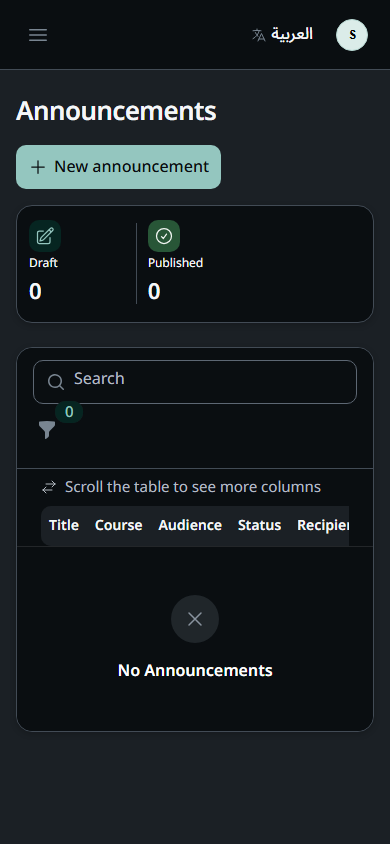 العربية
S
Announcements
New announcement
Draft
Published
0
0
Search
0
Scroll the table to see more columns
Title Course Audience Status Recipien
No Announcements